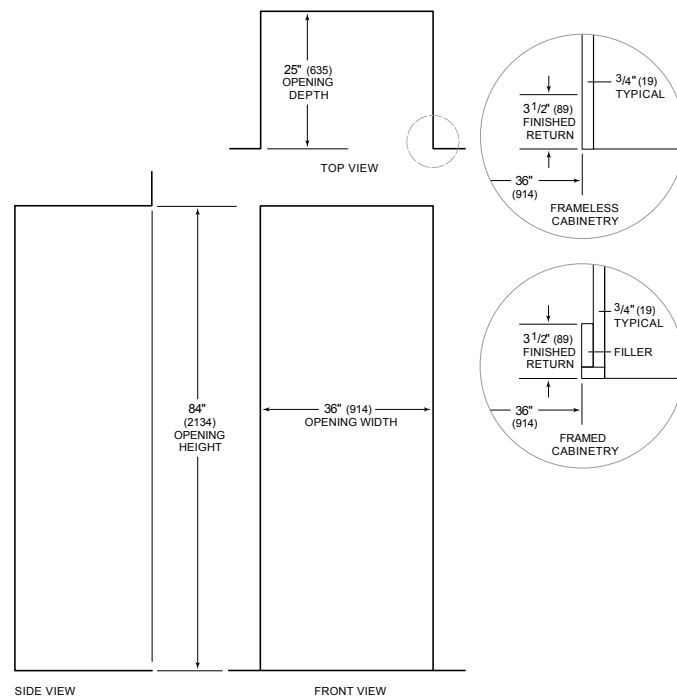 25" (635)
OPENING
DEPTH
TOP VIEW
3/4" (19)
TYPICAL
3 1/2" (89)
FINISHED
RETURN
36"
(914)
FRAMELESS
CABINETRY
3/4" (19)
TYPICAL
3 1/2" (89)
FINISHED
RETURN
FILLER
36"
(914)
FRAMED
CABINETRY
84"
(2134)
OPENING
HEIGHT
36" (914)
OPENING WIDTH
SIDE VIEW
FRONT VIEW